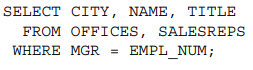 SELECT CITY, NAME, TITLE
FROM OFFICES, SALESREPS
WHERE MGR = EMPL_NUM;